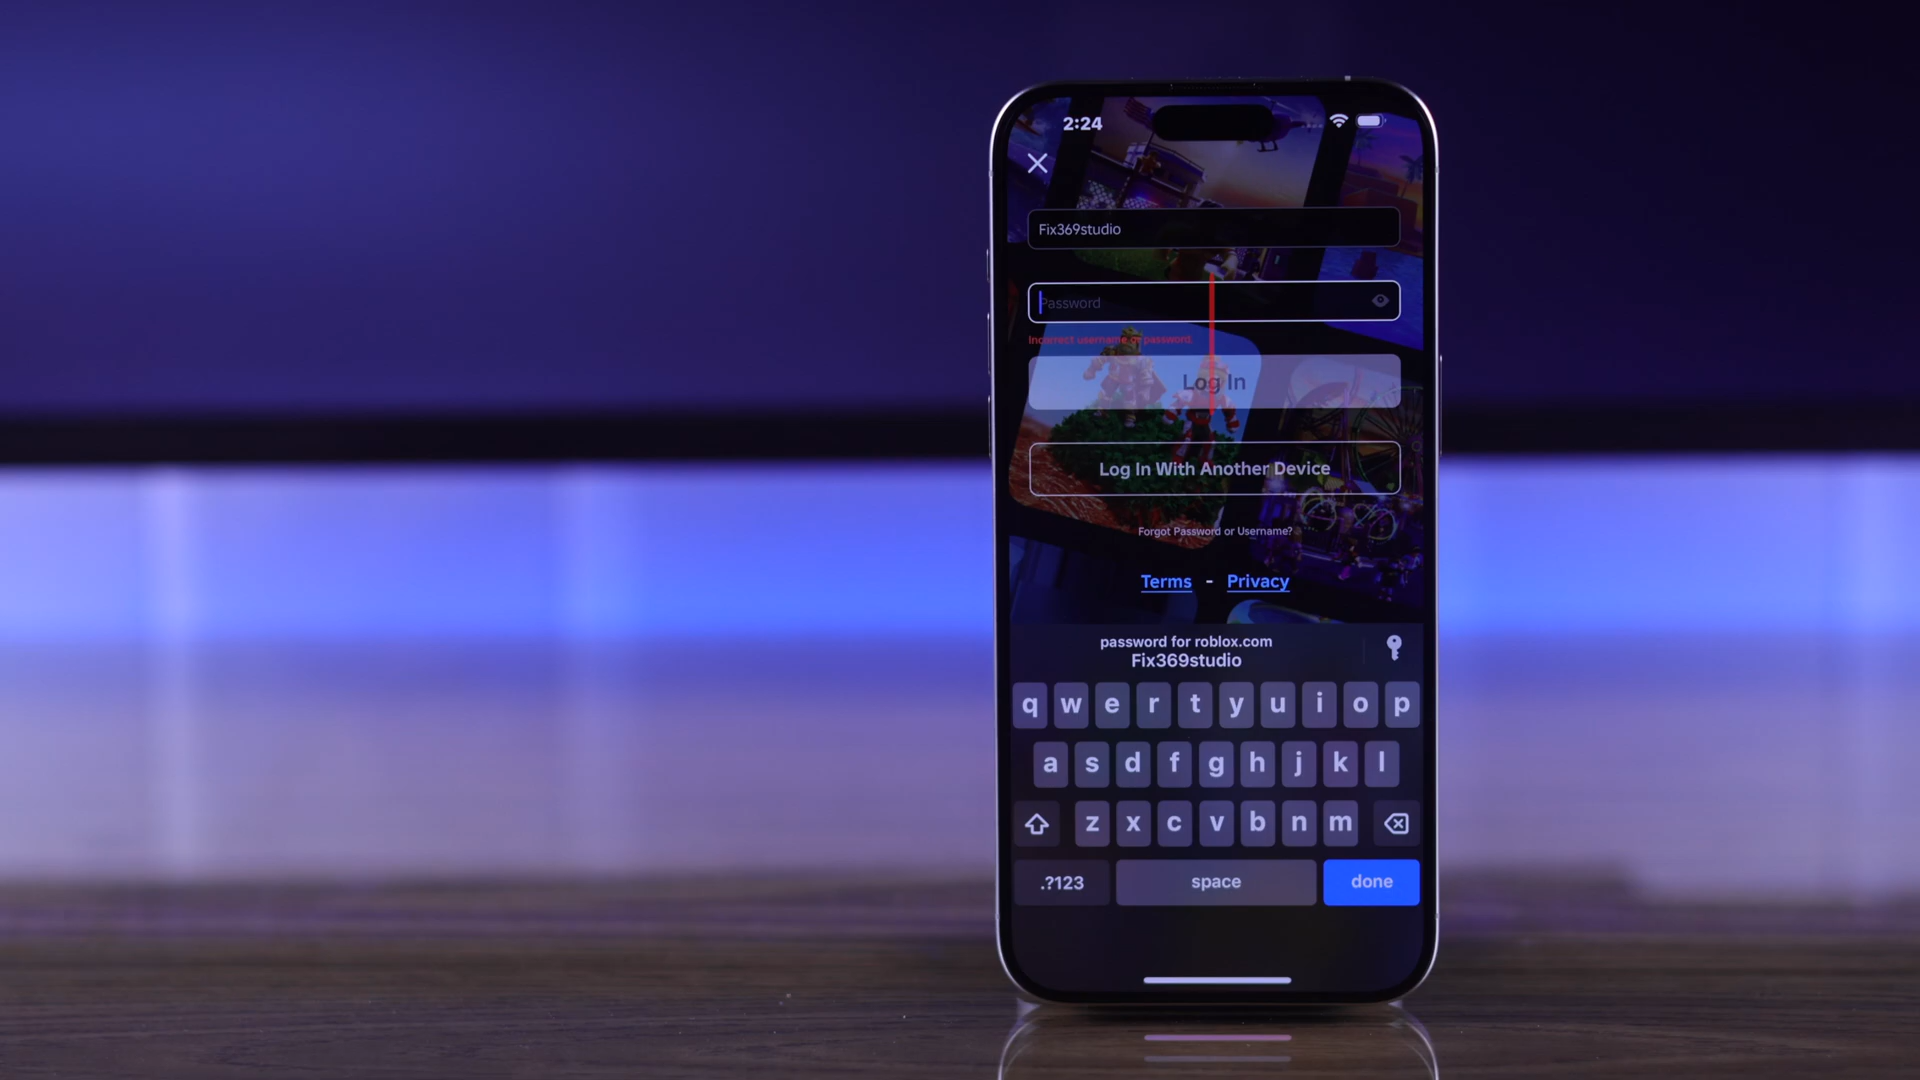 2:24
Fix369studio
Password
Incorrect username or password.
Log In
Log In With Another Device
Forgot Password or Username?
Terms - Privacy
password for roblox.com
Fix369studio
q w e r t y u i o p
a s d f g h j k l
z x c v b n m
.?123 space done